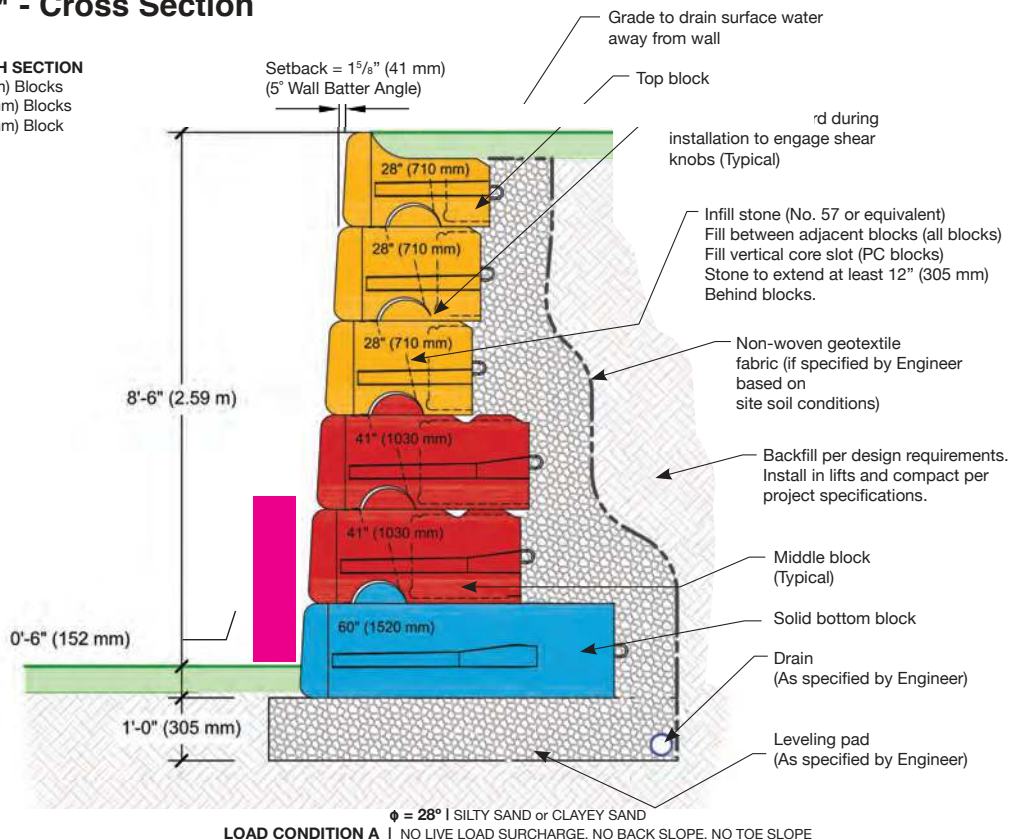 - Cross Section
Grade to drain surface water
away from wall
SECTION
Blocks
Blocks
Block
Setback = 1⁵/₈” (41 mm)
(5° Wall Batter Angle)
Top block
during
installation to engage shear
knobs (Typical)
28" (710 mm)
Infill stone (No. 57 or equivalent)
Fill between adjacent blocks (all blocks)
Fill vertical core slot (PC blocks)
Stone to extend at least 12” (305 mm)
Behind blocks.
28" (710 mm)
28" (710 mm)
Non-woven geotextile
fabric (if specified by Engineer
based on
site soil conditions)
8'-6" (2.59 m)
41" (1030 mm)
Backfill per design requirements.
Install in lifts and compact per
project specifications.
41" (1030 mm)
Middle block
(Typical)
60" (1520 mm)
Solid bottom block
0'-6" (152 mm)
Drain
(As specified by Engineer)
1'-0" (305 mm)
Leveling pad
(As specified by Engineer)
ϕ = 28º | SILTY SAND or CLAYEY SAND
LOAD CONDITION A | NO LIVE LOAD SURCHARGE, NO BACK SLOPE, NO TOE SLOPE